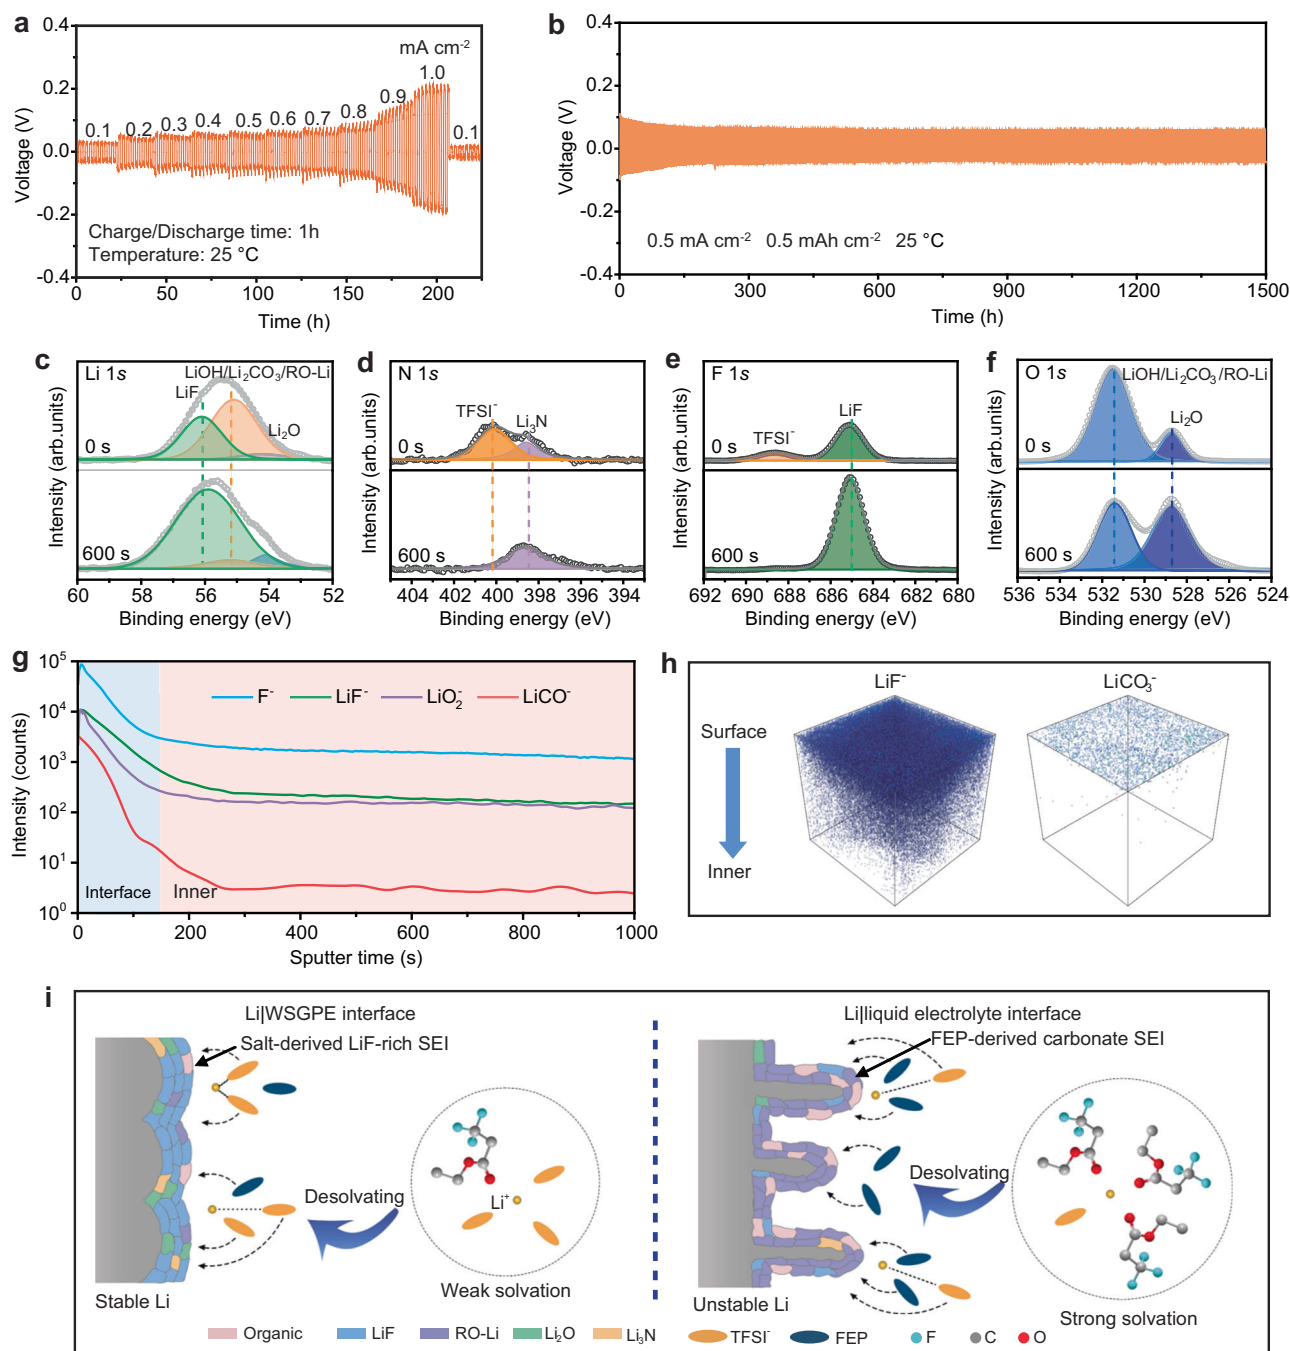 a
0.4
0.2
0.0
-0.2
-0.4
Voltage (V)
mA cm⁻²
0.1 0.2 0.3 0.4 0.5 0.6 0.7 0.8 0.9 1.0 0.1
Charge/Discharge time: 1h
Temperature: 25 °C
0 50 100 150 200
Time (h)
b
0.4
0.2
0.0
-0.2
-0.4
Voltage (V)
0.5 mA cm⁻² 0.5 mAh cm⁻² 25 °C
0 300 600 900 1200 1500
Time (h)
c
Intensity (arb.units)
Li 1s
LiOH/Li₂CO₃/RO-Li
LiF
Li₂O
0 s
600 s
60 58 56 54 52
Binding energy (eV)
d
Intensity (arb.units)
N 1s
TFSI⁻
Li₃N
0 s
600 s
404 402 400 398 396 394
Binding energy (eV)
e
Intensity (arb.units)
F 1s
LiF
TFSI⁻
0 s
600 s
692 690 688 686 684 682 680
Binding energy (eV)
f
Intensity (arb.units)
O 1s
LiOH/Li₂CO₃/RO-Li
Li₂O
0 s
600 s
536 534 532 530 528 526 524
Binding energy (eV)
g
10⁵
10⁴
10³
10²
10¹
10⁰
Intensity (counts)
F⁻ LiF⁻ LiO₂⁻ LiCO⁻
Interface Inner
0 200 400 600 800 1000
Sputter time (s)
h
LiF⁻ LiCO₃⁻
Surface
Inner
i
Li|WSGPE interface
Salt-derived LiF-rich SEI
Desolvating
Li⁺
Weak solvation
Stable Li
Li|liquid electrolyte interface
FEP-derived carbonate SEI
Desolvating
Unstable Li
Strong solvation
Organic LiF RO-Li Li₂O Li₃N TFSI⁻ FEP F C O